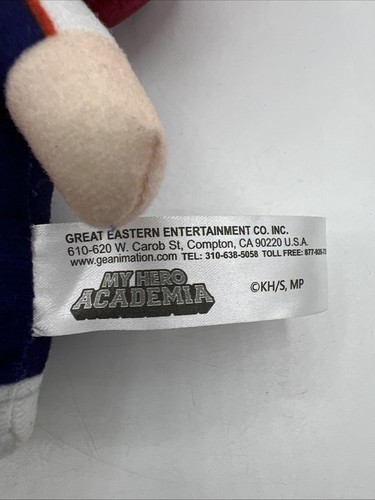 GREAT EASTERN ENTERTAINMENT CO. INC.
610-620 W. Carob St, Compton, CA 90220 U.S.A.
www.geanimation.com TEL: 310-638-5058 TOLL FREE:
MY HERO
ACADEMIA
©KH/S, MP